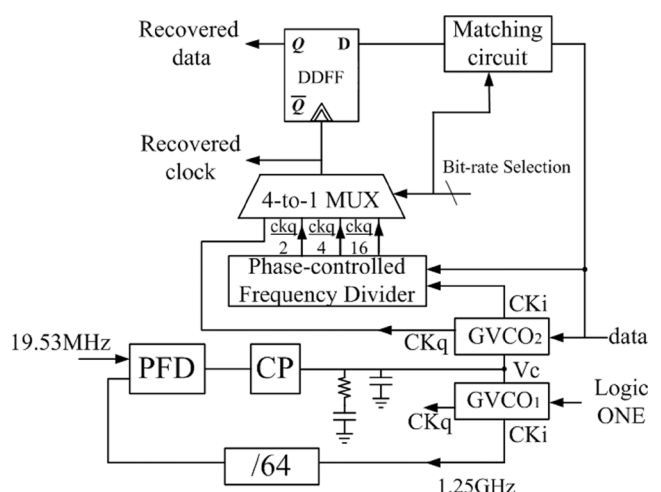 Recovered
data
Q D
DDFF
Q
Matching
circuit
Recovered
clock
Bit-rate Selection
4-to-1 MUX
ckq ckq ckq
2 4 16
Phase-controlled
Frequency Divider
CKi
GVCO2
data
CKq
19.53MHz
PFD
CP
Vc
GVCO1
Logic
ONE
CKq
CKi
/64
1.25GHz